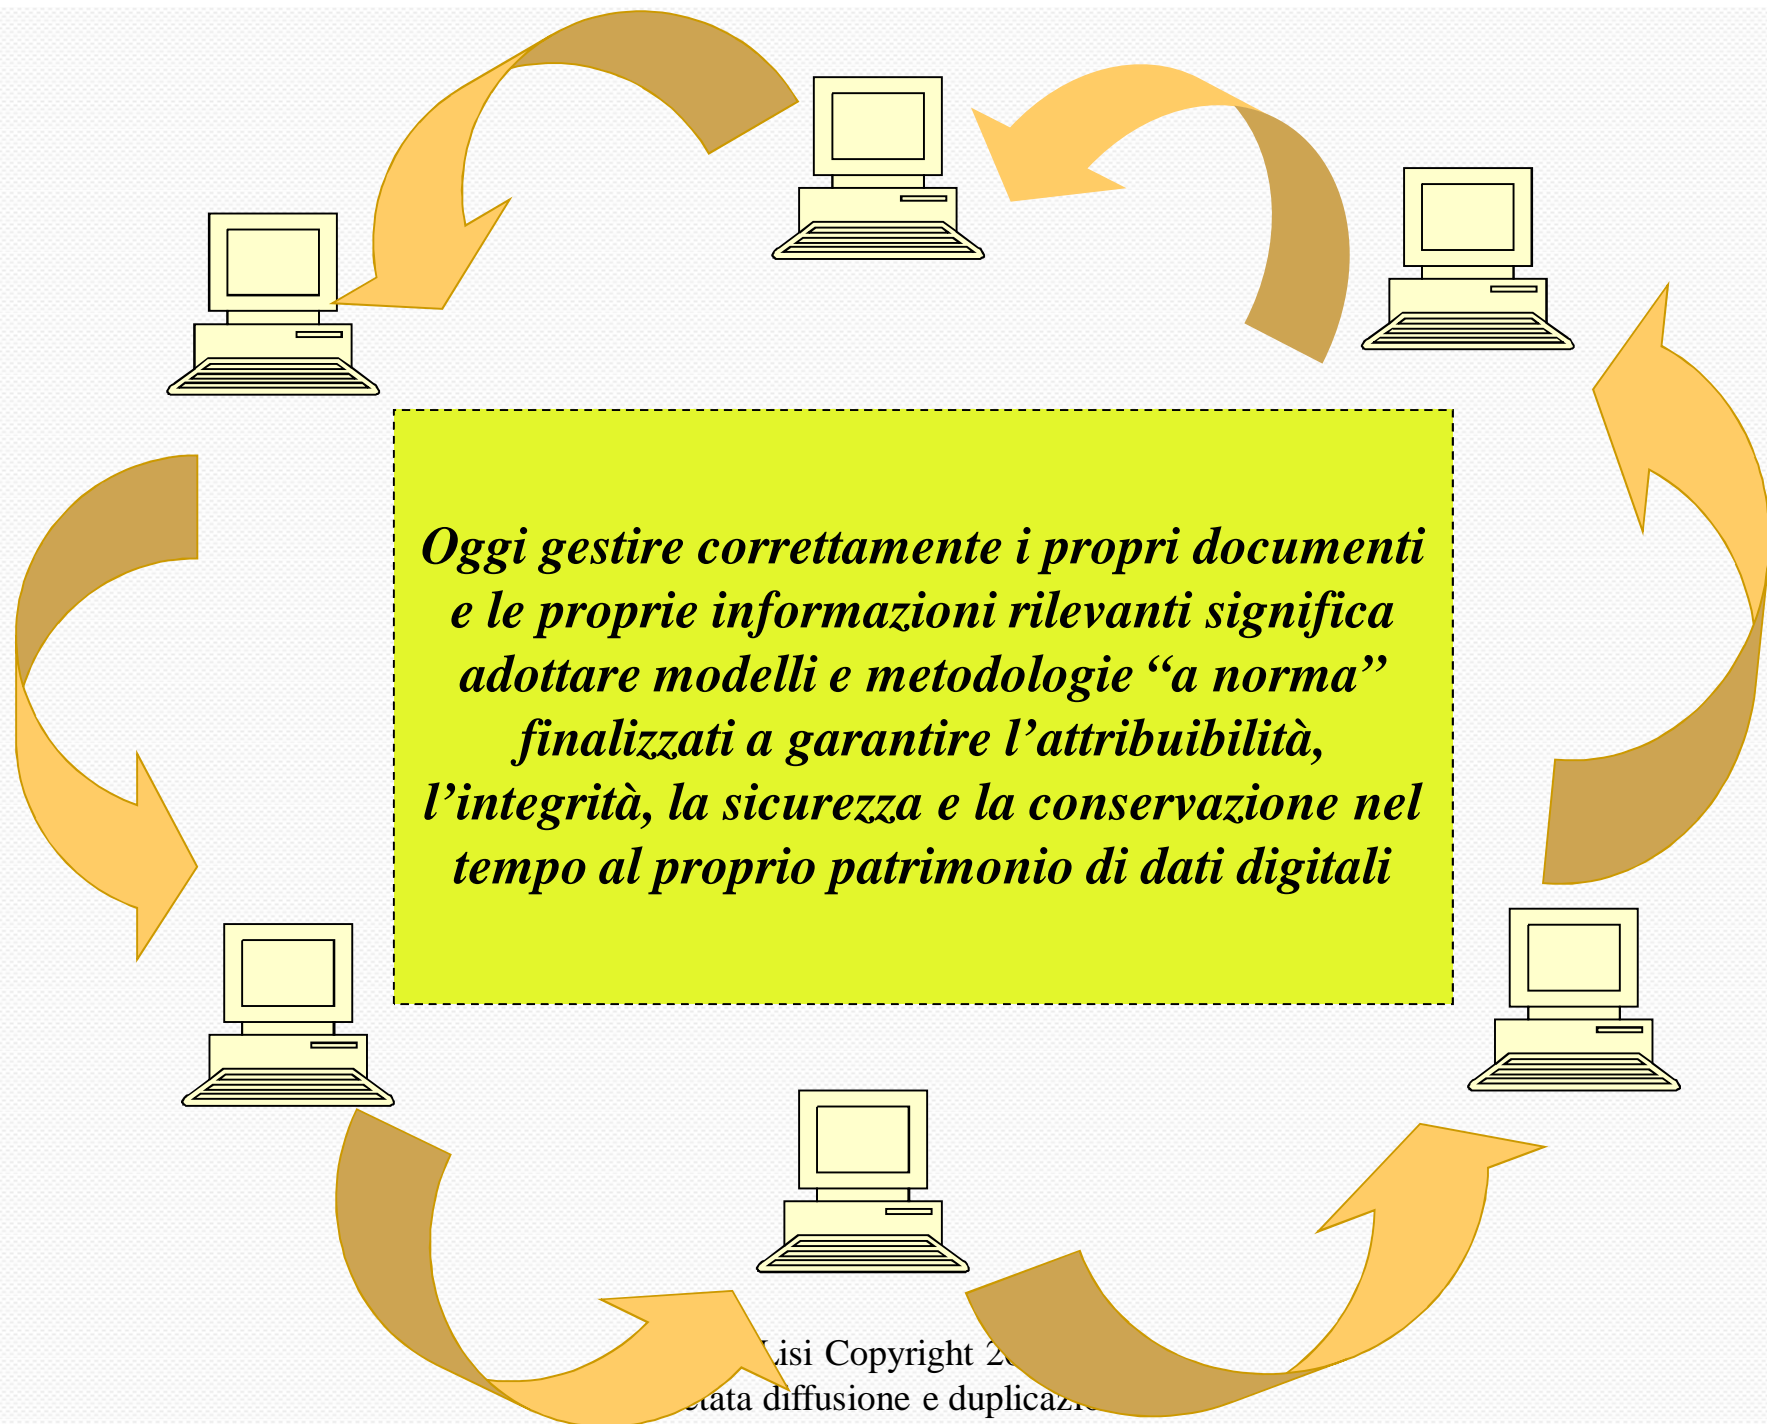 Oggi gestire correttamente i propri documenti
e le proprie informazioni rilevanti significa
adottare modelli e metodologie “a norma”
finalizzati a garantire l’attribuibilità,
l’integrità, la sicurezza e la conservazione nel
tempo al proprio patrimonio di dati digitali
Copyright
diffusione e